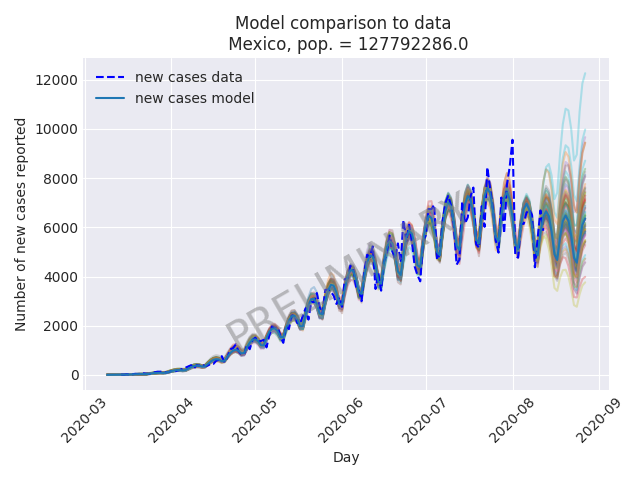 Model comparison to data
Mexico, pop. = 127792286.0
new cases data
new cases model
12000
10000
8000
6000
4000
2000
0
Number of new cases reported
PRELIMINARY
2020-03
2020-04
2020-05
2020-06
2020-07
2020-08
2020-09
Day